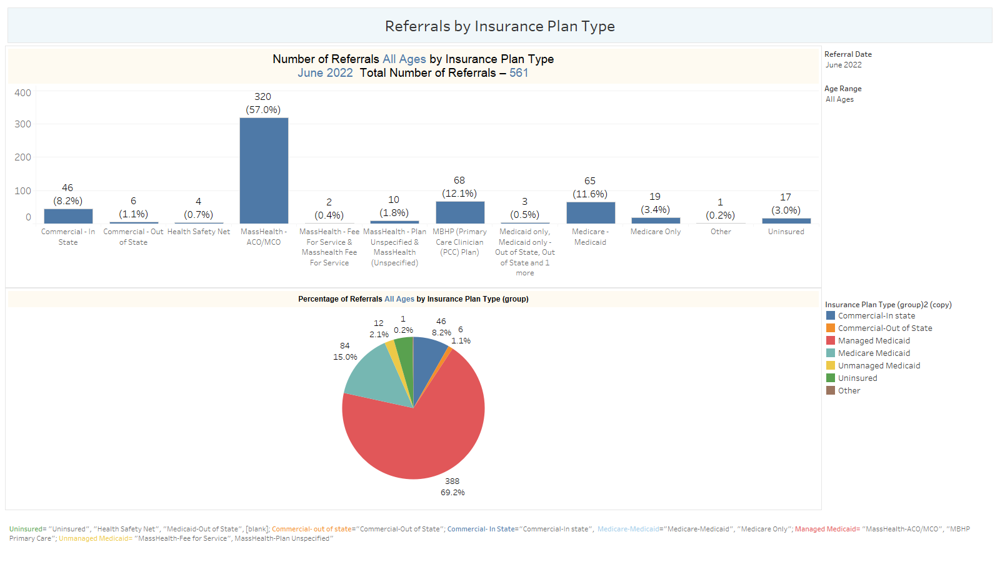 Referrals by Insurance Plan Type
Number of Referrals All Ages by Insurance Plan Type
June 2022  Total Number of Referrals – 561
Referral Date
June 2022
Age Range
All Ages
400
300
200
100
0
46
(8.2%)
6
(1.1%)
4
(0.7%)
320
(57.0%)
2
(0.4%)
10
(1.8%)
68
(12.1%)
3
(0.5%)
65
(11.6%)
19
(3.4%)
1
(0.2%)
17
(3.0%)
Commercial - In
State
Commercial - Out
of State
Health Safety Net
MassHealth -
ACO/MCO
MassHealth - Fee
For Service &
Masshealth Fee
For Service
MassHealth - Plan
Unspecified &
MassHealth
(Unspecified)
MBHP (Primary
Care Clinician
(PCC) Plan)
Medicaid only,
Medicaid only -
Out of State, Out
of State and 1
more
Medicare -
Medicaid
Medicare Only
Other
Uninsured
Percentage of Referrals All Ages by Insurance Plan Type (group)
12
2.1%
1
0.2%
46
8.2%
6
1.1%
84
15.0%
388
69.2%
Insurance Plan Type (group)2 (copy)
Commercial-In state
Commercial-Out of State
Managed Medicaid
Medicare Medicaid
Unmanaged Medicaid
Uninsured
Other
Uninsured= "Uninsured", "Health Safety Net", "Medicaid-Out of State", [blank]; Commercial- out of state="Commercial-Out of State"; Commercial- In State="Commercial-In state",  Medicare-Medicaid="Medicare-Medicaid", "Medicare Only"; Managed Medicaid= "MassHealth-ACO/MCO", "MBHP
Primary Care"; Unmanaged Medicaid= "MassHealth-Fee for Service", MassHealth-Plan Unspecified"